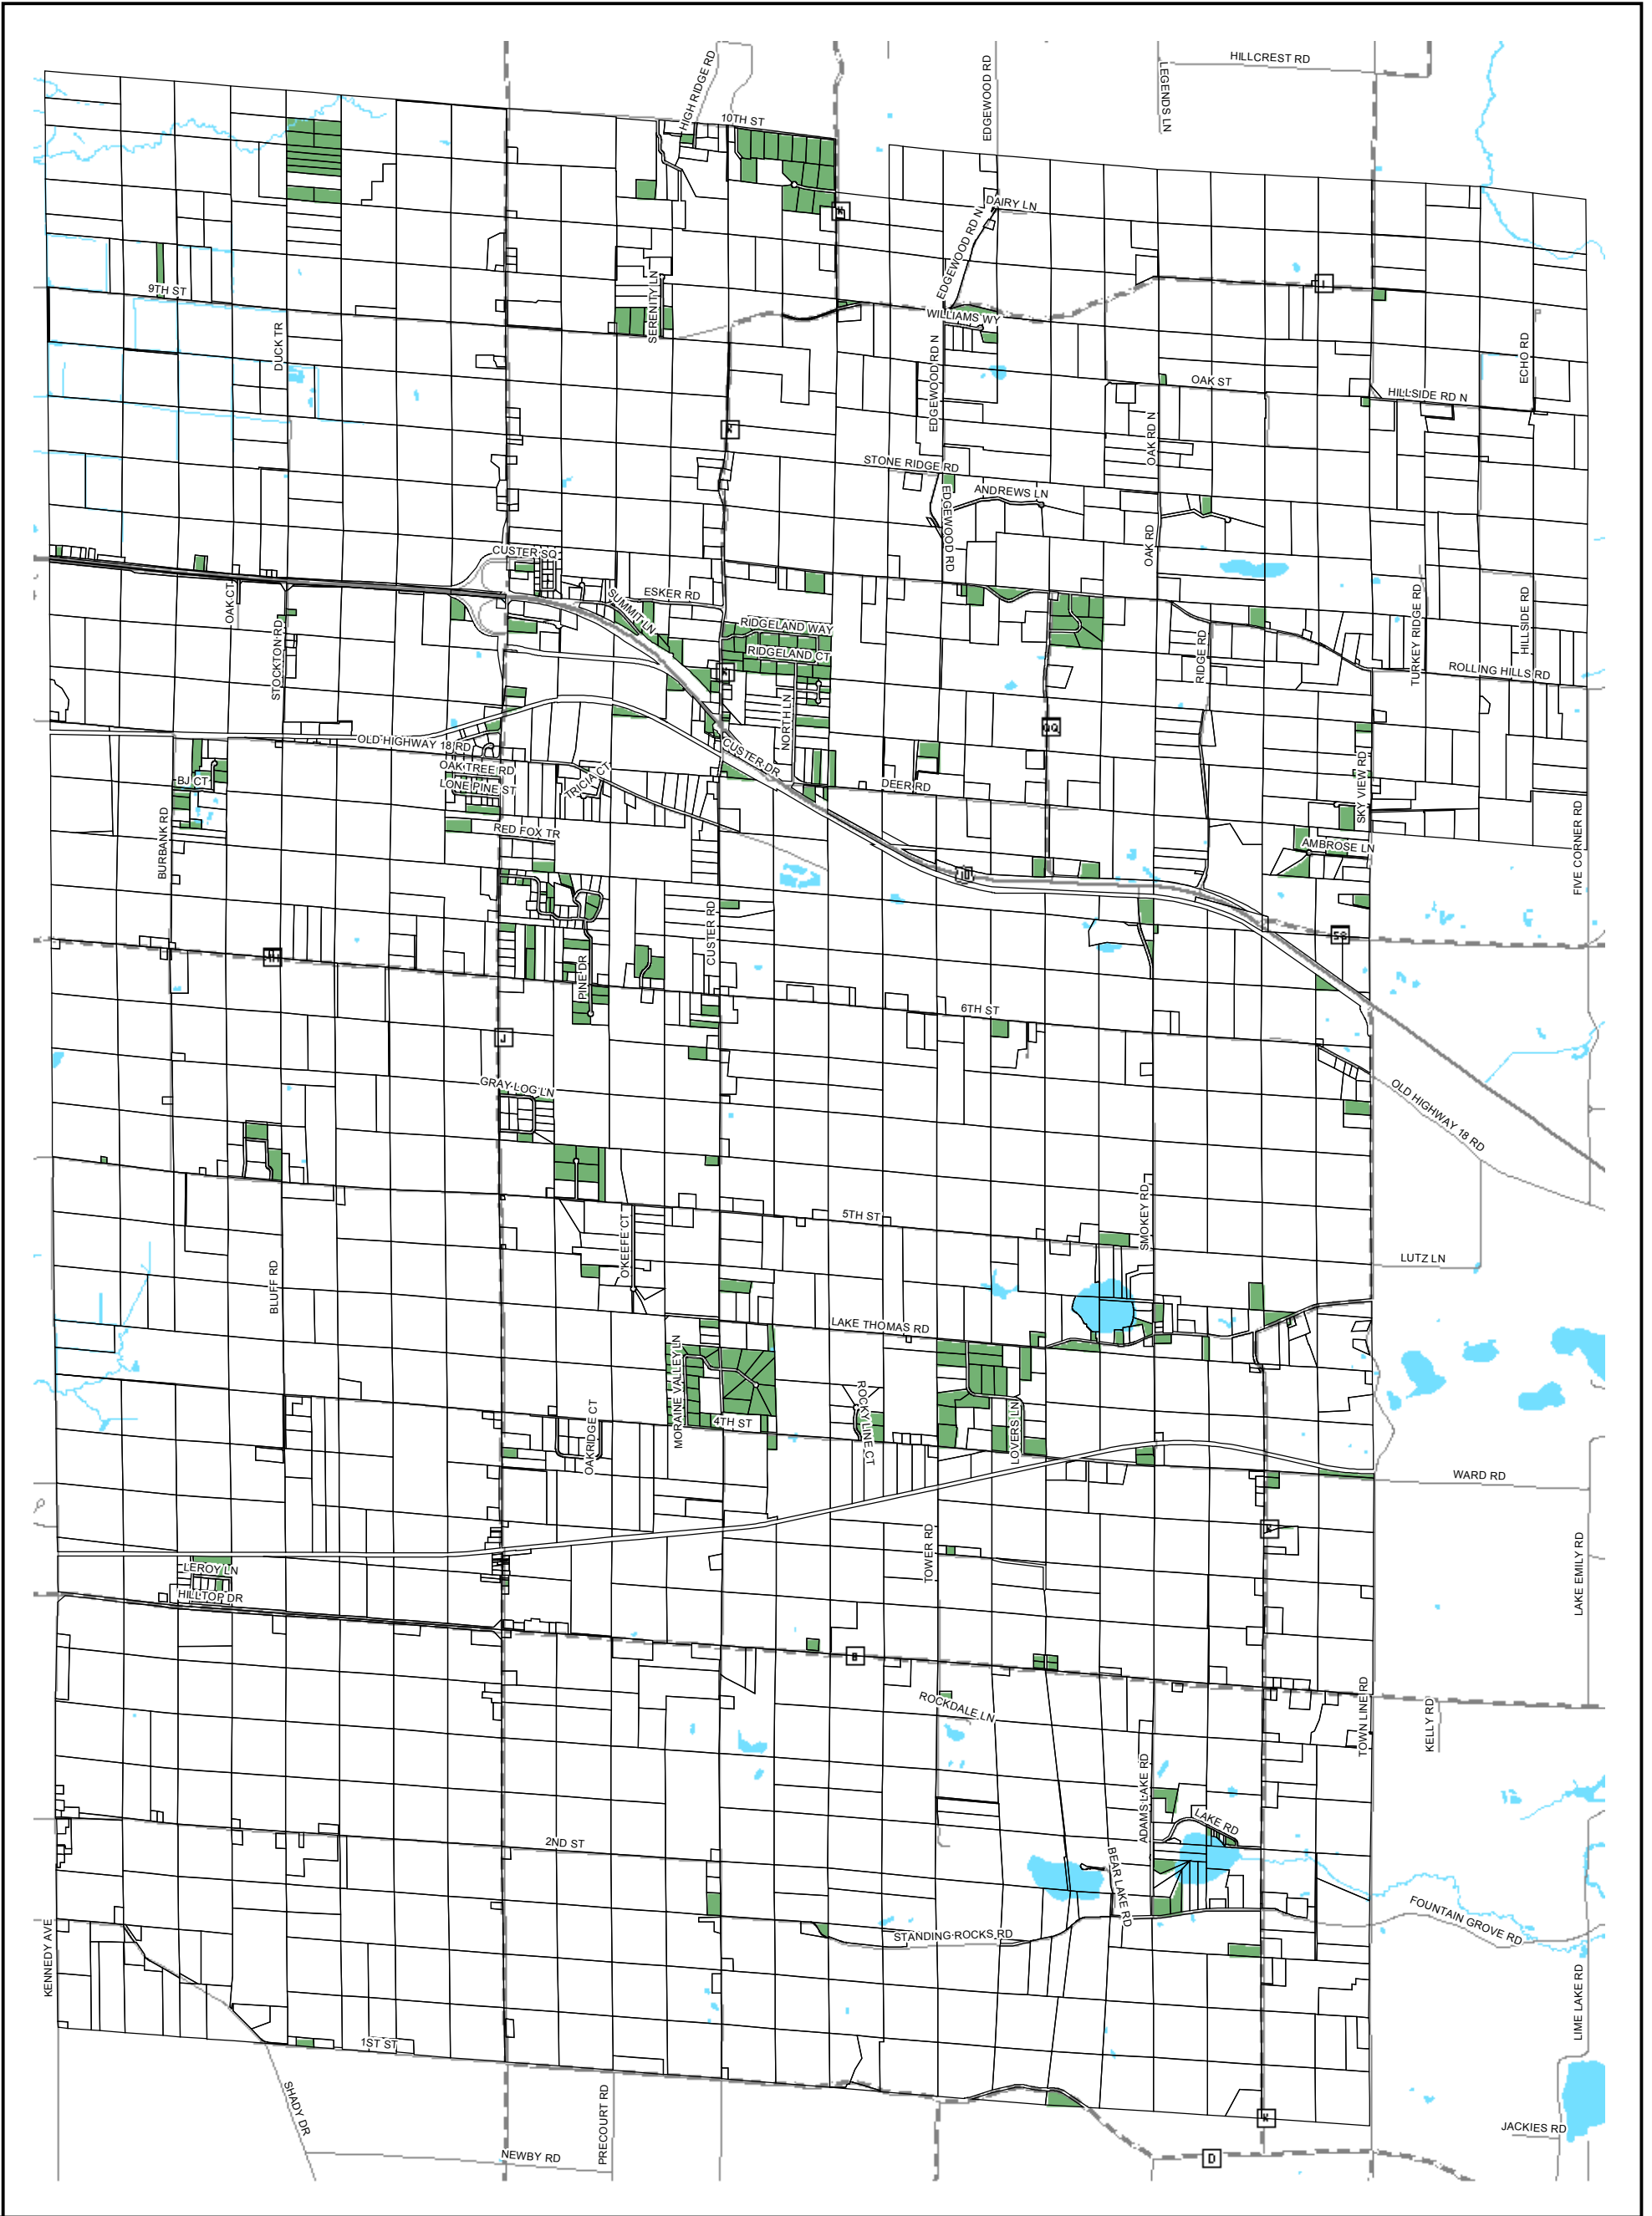 HILLCREST RD
HIGH RIDGE RD
EDGEWOOD RD
LEGENDS LN
10TH ST
DAIRY LN
EDGEWOOD RD N
I
9TH ST
SERENITY LN
WILLIAMS WY
DUCK TR
EDGEWOOD RD N
ECHO RD
OAK ST
HILLSIDE RD N
OAK RD N
STONE RIDGE RD
ANDREWS LN
EDGEWOOD RD
OAK RD
CUSTER SQ
OAK CT
SUMMIT LN
ESKER RD
RIDGELAND WAY
RIDGELAND CT
STOCKTON RD
RIDGE RD
TURKEY RIDGE RD
HILLSIDE RD
ROLLING HILLS RD
NORTH LN
QQ
OLD HIGHWAY 18 RD
CUSTER DR
OAK TREE RD
BJ CT
LONE PINE ST
TRICIA CT
DEER RD
SKY VIEW RD
BURBANK RD
RED FOX TR
AMBROSE LN
FIVE CORNER RD
10
CUSTER RD
HH
PINE DR
6TH ST
J
GRAY LOG LN
OLD HIGHWAY 18 RD
5TH ST
SMOKEY RD
O'KEEFE CT
BLUFF RD
LUTZ LN
LAKE THOMAS RD
MORAINE VALLEY LN
ROCKY LINE CT
LOVERS LN
4TH ST
OAKRIDGE CT
WARD RD
K
TOWER RD
LAKE EMILY RD
LEROY LN
HILLTOP DR
B
ROCKDALE LN
TOWN LINE RD
KELLY RD
ADAMS LAKE RD
LAKE RD
2ND ST
BEAR LAKE RD
STANDING ROCKS RD
FOUNTAIN GROVE RD
KENNEDY AVE
LIME LAKE RD
1ST ST
SHADY DR
PRECOURT RD
K
NEWBY RD
D
JACKIES RD